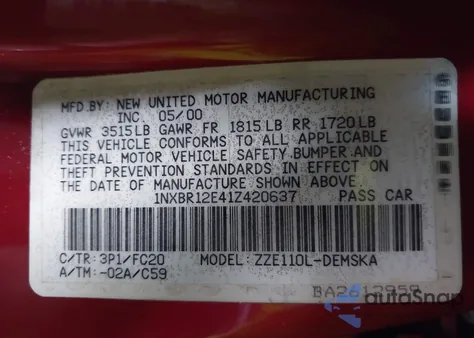 MFD.BY: NEW UNITED MOTOR MANUFACTURING
INC. 05/00
GVWR 3515LB GAWR FR 1815LB RR 1720LB
THIS VEHICLE CONFORMS TO ALL APPLICABLE
FEDERAL MOTOR VEHICLE SAFETY, BUMPER AND
THEFT PREVENTION STANDARDS IN EFFECT ON
THE DATE OF MANUFACTURE SHOWN ABOVE.
1NXBR12E41Z420637 PASS CAR
C/TR: 3P1/FC20 MODEL: ZZE110L-DEMSKA
A/TM: -02A/C59
BA2612959
autoSnap